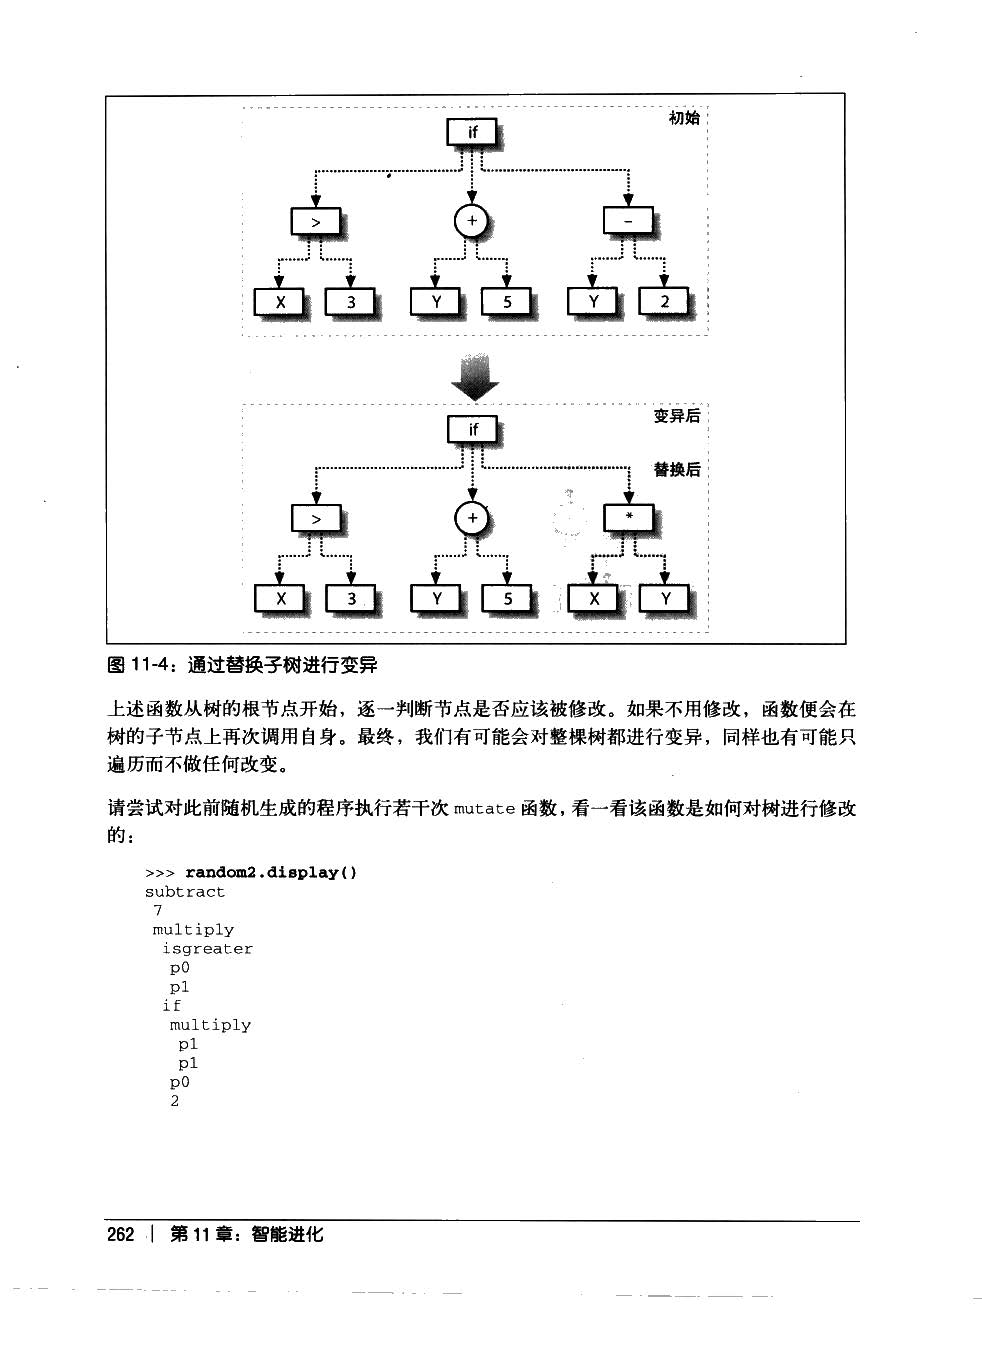 初始
if
> + -
X 3 Y 5 Y 2
变异后
if
替换后
> + *
X 3 Y 5 X Y
图 11-4：通过替换子树进行变异
上述函数从树的根节点开始，逐一判断节点是否应该被修改。如果不用修改，函数便会在
树的子节点上再次调用自身。最终，我们有可能会对整棵树都进行变异，同样也有可能只
遍历而不做任何改变。
请尝试对此前随机生成的程序执行若干次 mutate 函数，看一看该函数是如何对树进行修改
的：
>>> random2.display()
subtract
7
multiply
isgreater
p0
p1
if
multiply
p1
p1
p0
2
262 | 第 11 章：智能进化